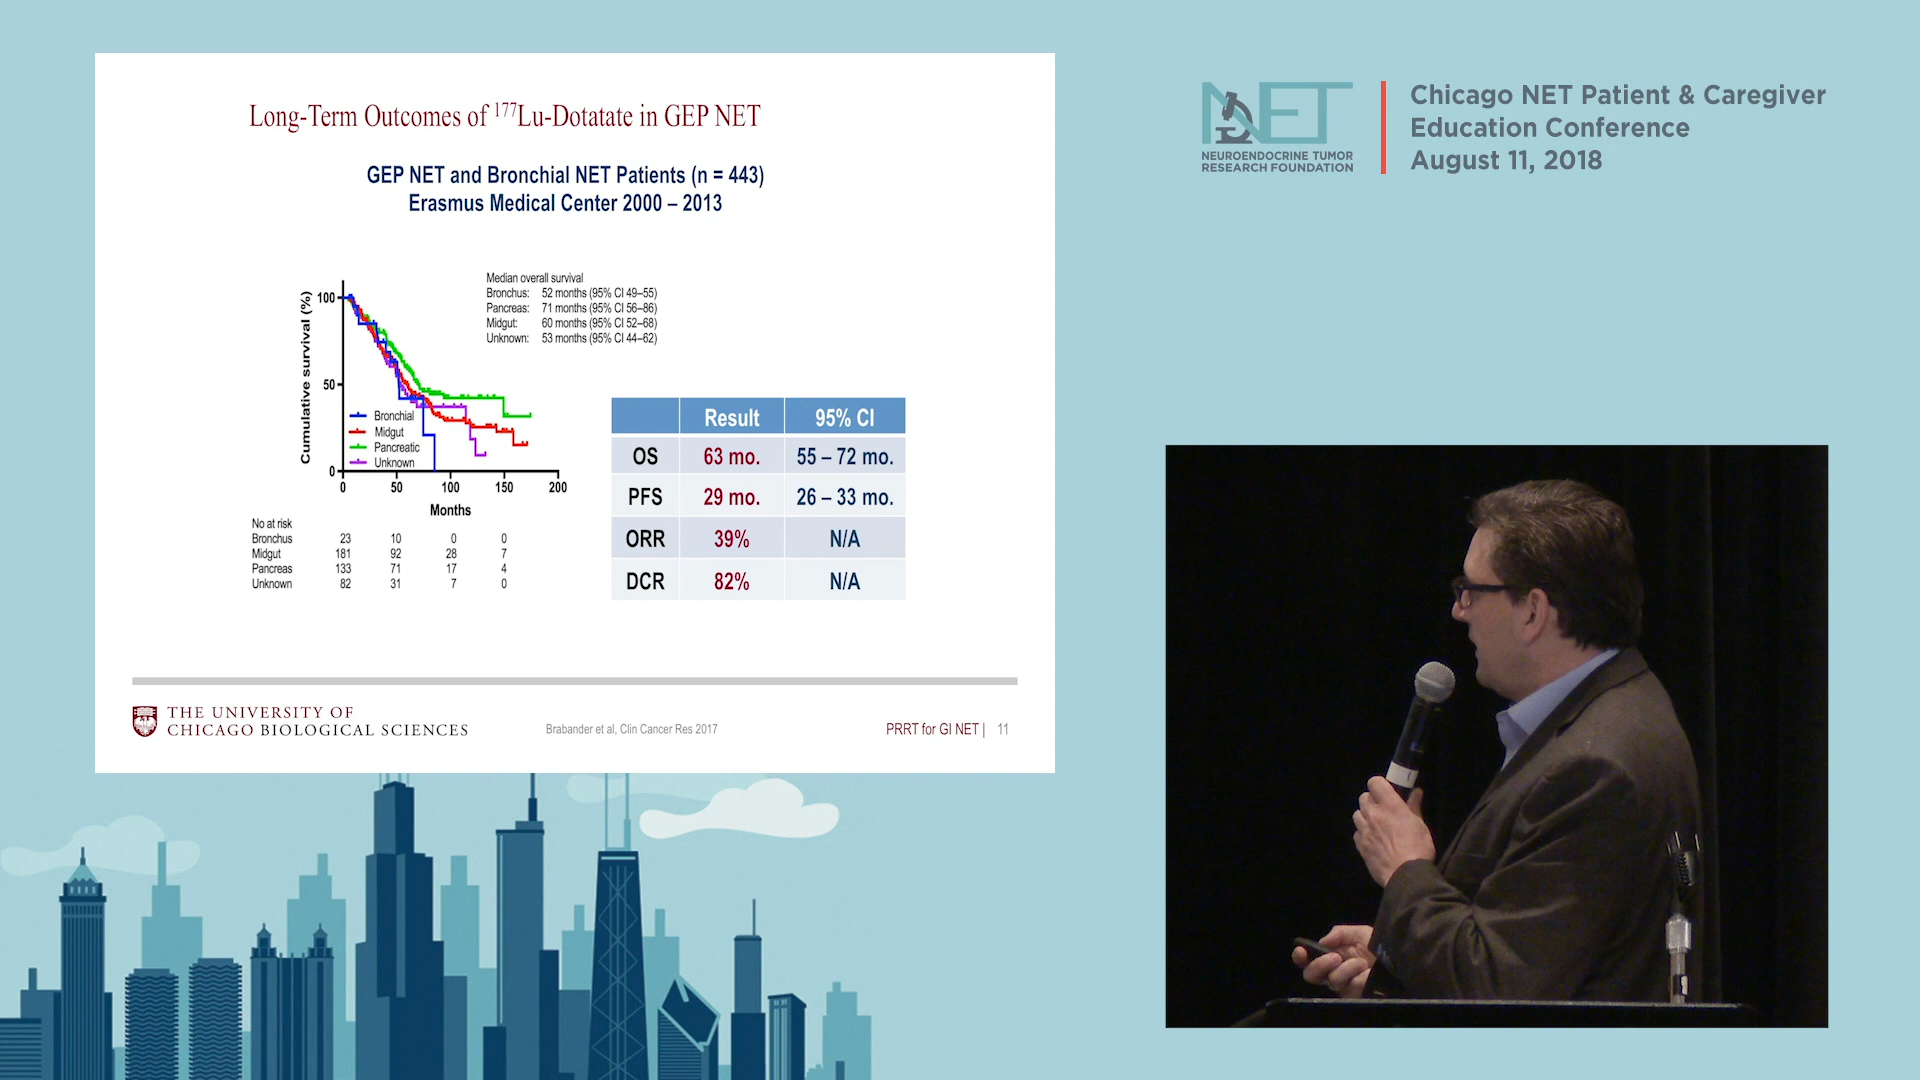 Long-Term Outcomes of 177Lu-Dotatate in GEP NET
GEP NET and Bronchial NET Patients (n = 443)
Erasmus Medical Center 2000 – 2013
Median overall survival
Bronchus: 52 months (95% CI 49–55)
Pancreas: 71 months (95% CI 56–86)
Midgut: 60 months (95% CI 52–68)
Unknown: 53 months (95% CI 44–62)
Cumulative survival (%)
100
50
0
Bronchial
Midgut
Pancreatic
Unknown
0 50 100 150 200
Months
No at risk
Bronchus 23 10 0 0
Midgut 181 92 28 7
Pancreas 133 71 17 4
Unknown 82 31 7 0
Result 95% CI
OS 63 mo. 55 – 72 mo.
PFS 29 mo. 26 – 33 mo.
ORR 39% N/A
DCR 82% N/A
THE UNIVERSITY OF
CHICAGO BIOLOGICAL SCIENCES
Brabander et al, Clin Cancer Res 2017
PRRT for GI NET | 11
NET
NEUROENDOCRINE TUMOR
RESEARCH FOUNDATION
Chicago NET Patient & Caregiver
Education Conference
August 11, 2018